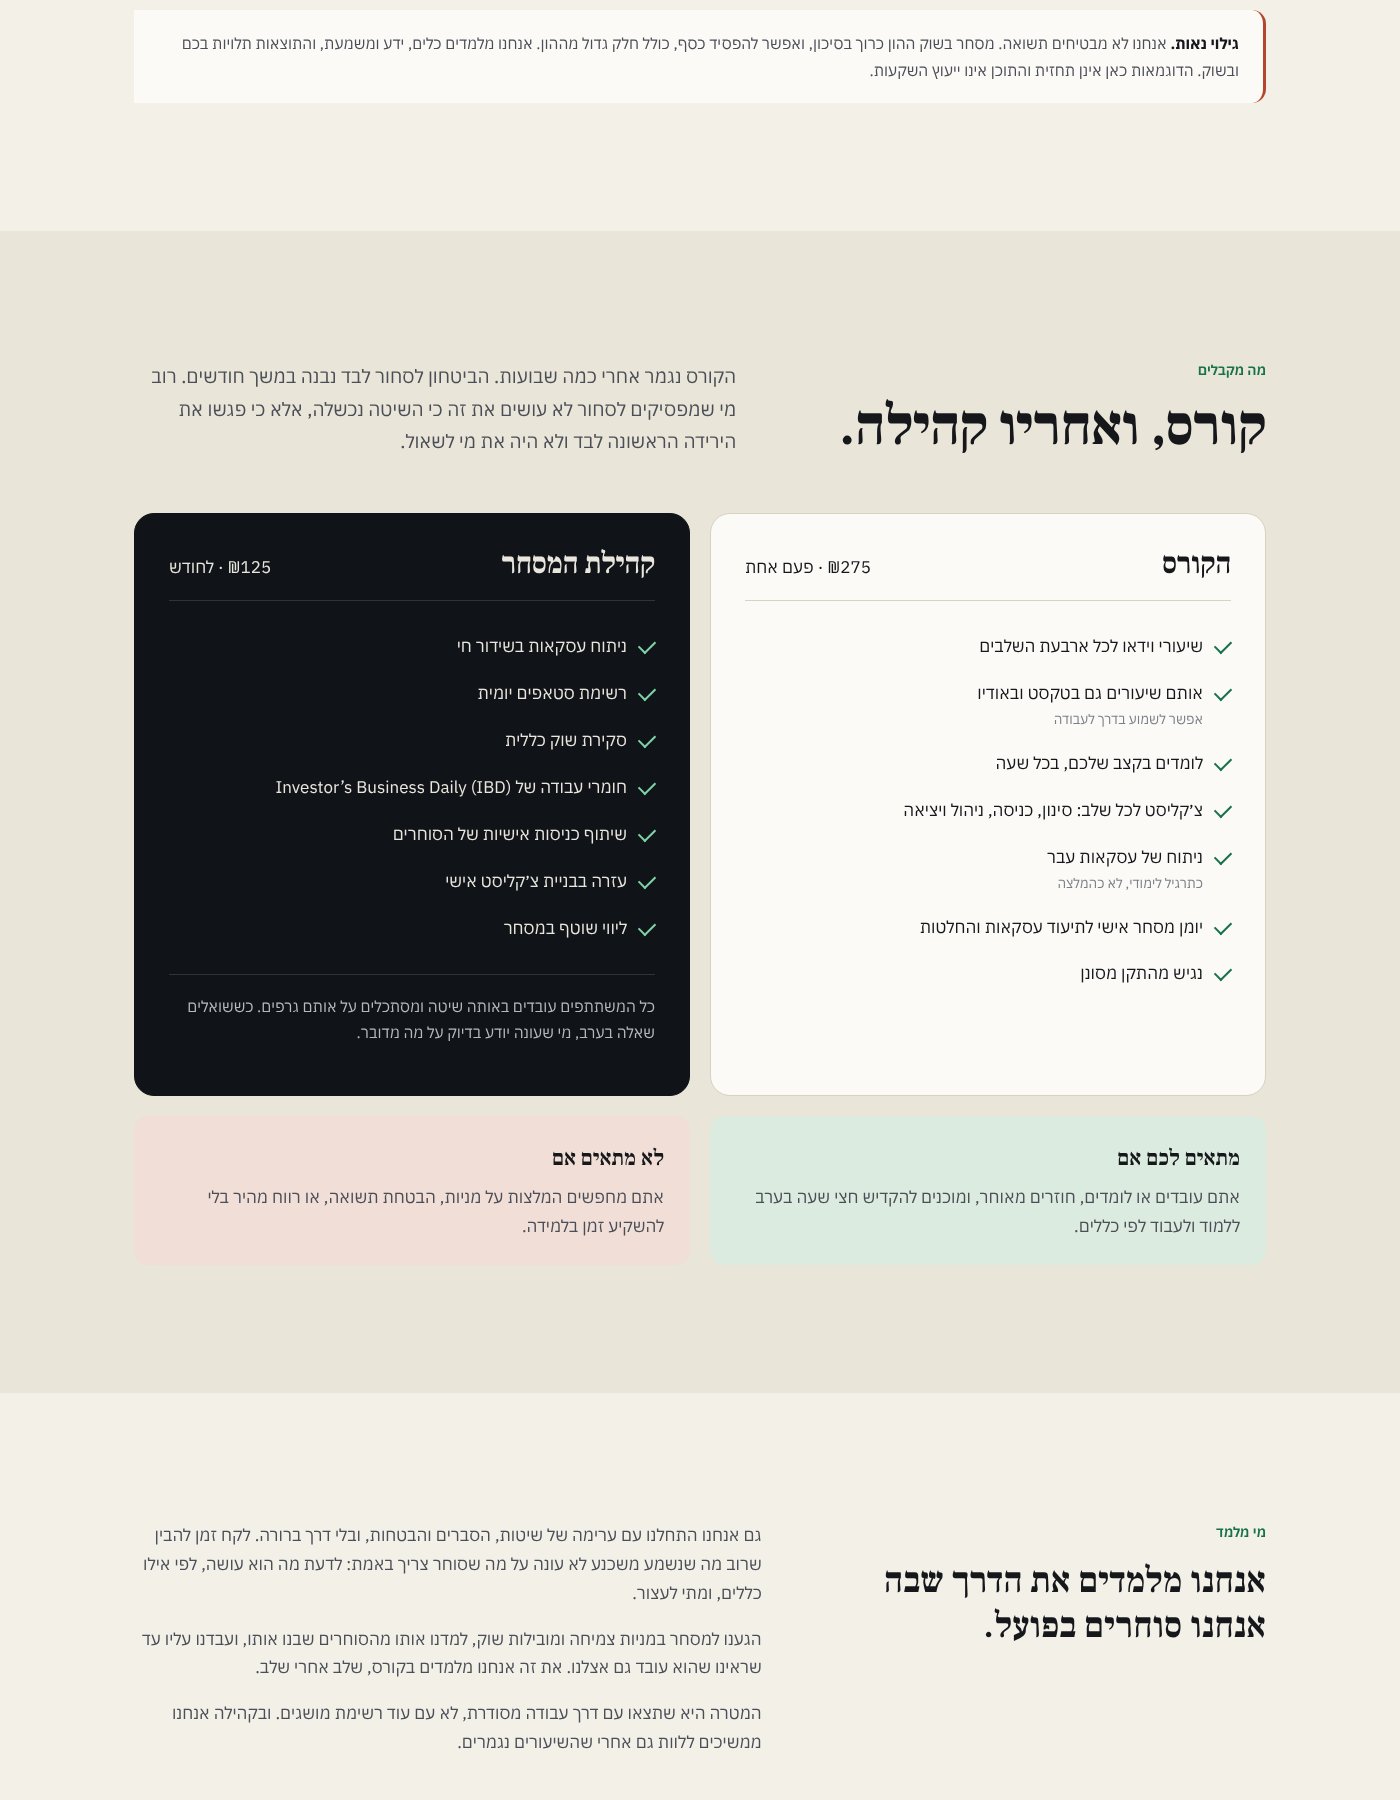 גילוי נאות. אנחנו לא מבטיחים תשואה. מסחר בשוק ההון כרוך בסיכון, ואפשר להפסיד כסף, כולל חלק גדול מההון. אנחנו מלמדים כלים, ידע ומשמעת, והתוצאות תלויות בכם
ובשוק. הדוגמאות כאן אינן תחזית והתוכן אינו ייעוץ השקעות.
מה מקבלים
קורס, ואחריו קהילה.
הקורס נגמר אחרי כמה שבועות. הביטחון לסחור לבד נבנה במשך חודשים. רוב
מי שמפסיקים לסחור לא עושים את זה כי השיטה נכשלה, אלא כי פגשו את
הירידה הראשונה לבד ולא היה את מי לשאול.
הקורס
₪275 · פעם אחת
שיעורי וידאו לכל ארבעת השלבים
אותם שיעורים גם בטקסט ובאודיו
אפשר לשמוע בדרך לעבודה
לומדים בקצב שלכם, בכל שעה
צ׳קליסט לכל שלב: סינון, כניסה, ניהול ויציאה
ניתוח של עסקאות עבר
כתרגיל לימודי, לא כהמלצה
יומן מסחר אישי לתיעוד עסקאות והחלטות
נגיש מהתקן מסונן
קהילת המסחר
₪125 · לחודש
ניתוח עסקאות בשידור חי
רשימת סטאפים יומית
סקירת שוק כללית
חומרי עבודה של Investor’s Business Daily (IBD)
שיתוף כניסות אישיות של הסוחרים
עזרה בבניית צ׳קליסט אישי
ליווי שוטף במסחר
כל המשתתפים עובדים באותה שיטה ומסתכלים על אותם גרפים. כששואלים
שאלה בערב, מי שעונה יודע בדיוק על מה מדובר.
מתאים לכם אם
אתם עובדים או לומדים, חוזרים מאוחר, ומוכנים להקדיש חצי שעה בערב
ללמוד ולעבוד לפי כללים.
לא מתאים אם
אתם מחפשים המלצות על מניות, הבטחת תשואה, או רווח מהיר בלי
להשקיע זמן בלמידה.
מי מלמד
אנחנו מלמדים את הדרך שבה
אנחנו סוחרים בפועל.
גם אנחנו התחלנו עם ערימה של שיטות, הסברים והבטחות, ובלי דרך ברורה. לקח זמן להבין
שרוב מה שנשמע משכנע לא עונה על מה שסוחר צריך באמת: לדעת מה הוא עושה, לפי אילו
כללים, ומתי לעצור.
הגענו למסחר במניות צמיחה ומובילות שוק, למדנו אותו מהסוחרים שבנו אותו, ועבדנו עליו עד
שראינו שהוא עובד גם אצלנו. את זה אנחנו מלמדים בקורס, שלב אחרי שלב.
המטרה היא שתצאו עם דרך עבודה מסודרת, לא עם עוד רשימת מושגים. ובקהילה אנחנו
ממשיכים ללוות גם אחרי שהשיעורים נגמרים.